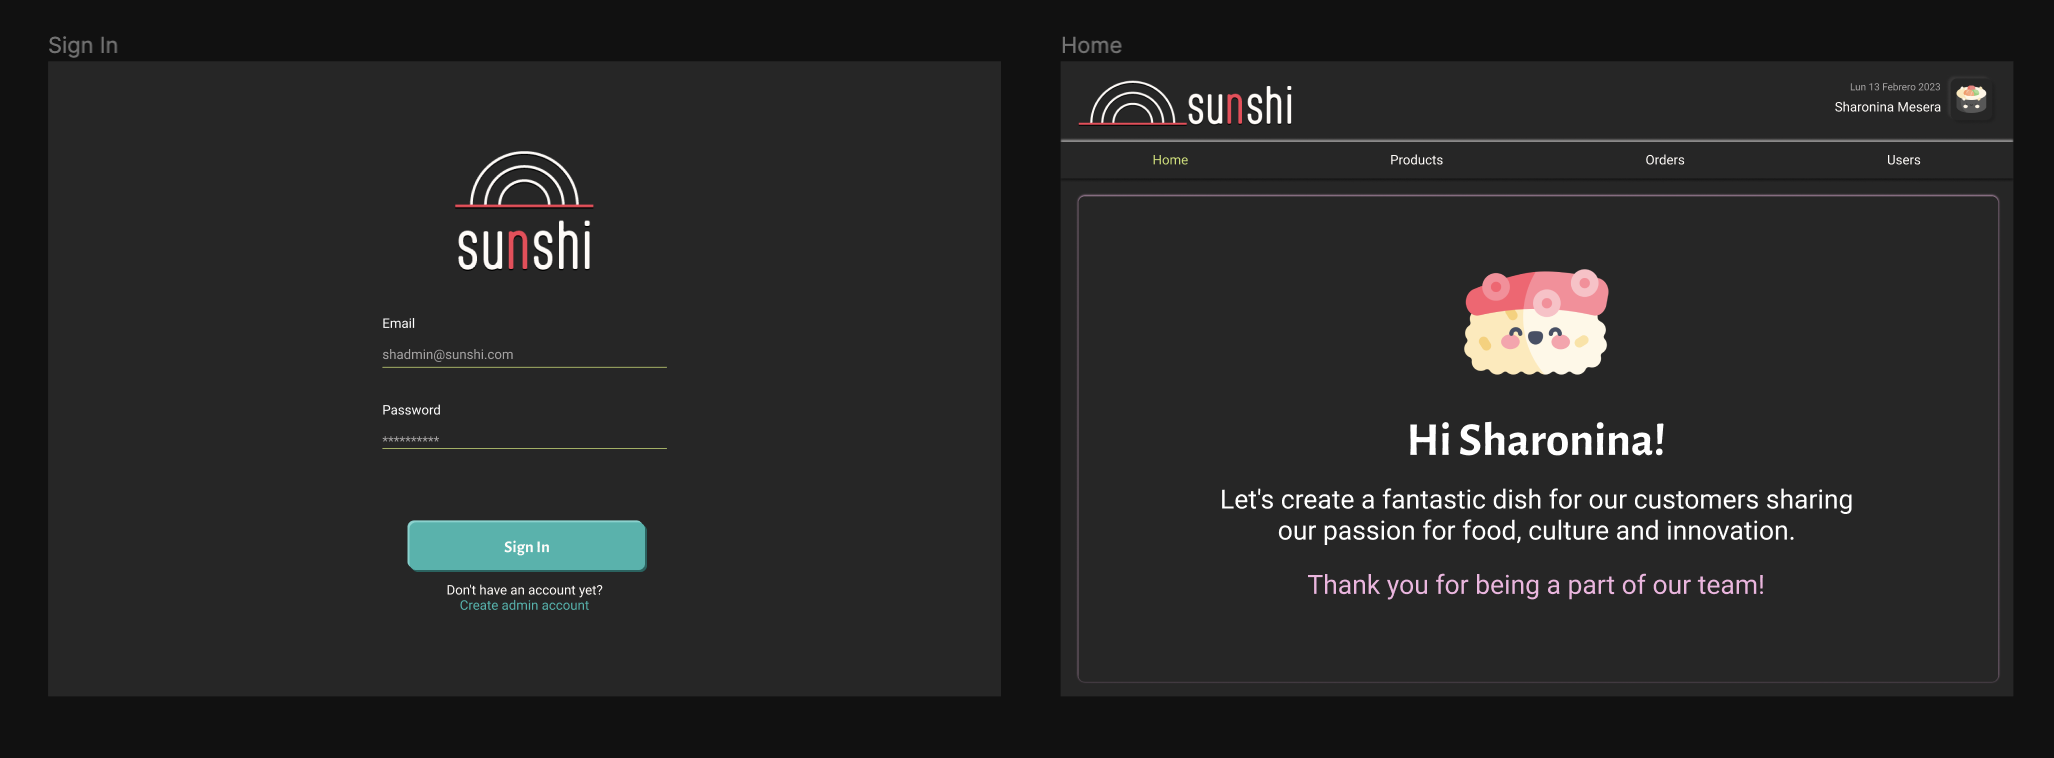 Sign In
sunshi
Email
shadmin@sunshi.com
Password
**********
Sign In
Don't have an account yet?
Create admin account
Home
sunshi
Lun 13 Febrero 2023
Sharonina Mesera
Home
Products
Orders
Users
Hi Sharonina!
Let's create a fantastic dish for our customers sharing
our passion for food, culture and innovation.
Thank you for being a part of our team!